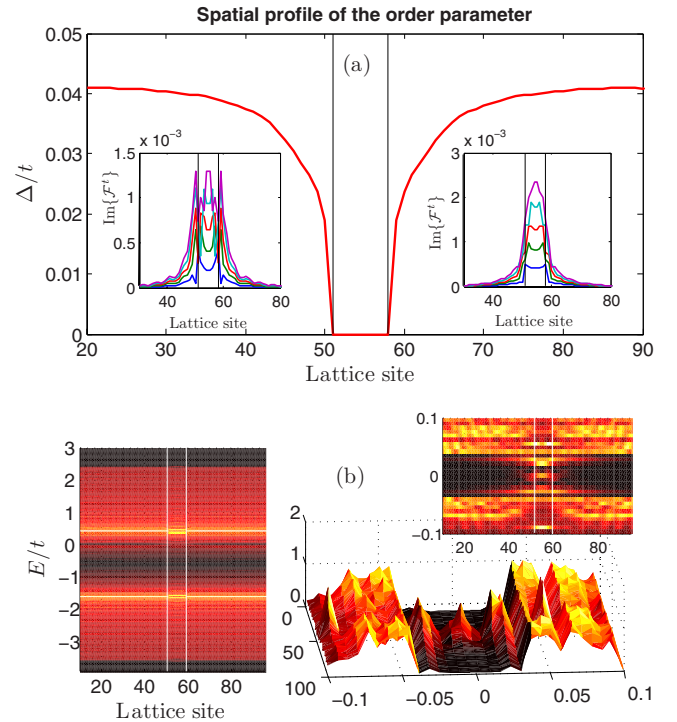 Spatial profile of the order parameter
0.05
0.04
0.03
0.02
0.01
0
Δ/t
(a)
x 10⁻³
1.5
1
0.5
0
Im{𝓕ᵗ}
40 60 80
Lattice site
x 10⁻³
3
2
1
0
Im{𝓕ᵗ}
40 60 80
Lattice site
20 30 40 50 60 70 80 90
Lattice site
(b)
3
2
1
0
−1
−2
−3
E/t
20 40 60 80
Lattice site
0.1
0
−0.1
20 40 60 80
2
1
0
0
50
100
−0.1 −0.05 0 0.05 0.1